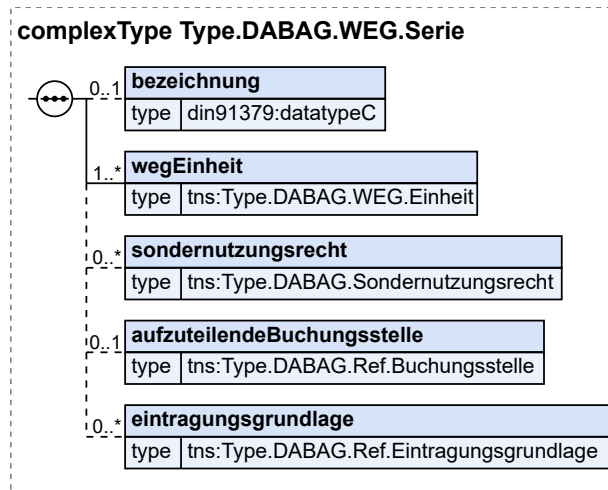 complexType Type.DABAG.WEG.Serie
0..1 bezeichnung
type din91379:datatypeC
1..* wegEinheit
type tns:Type.DABAG.WEG.Einheit
0..* sondernutzungsrecht
type tns:Type.DABAG.Sondernutzungsrecht
0..1 aufzuteilendeBuchungsstelle
type tns:Type.DABAG.Ref.Buchungsstelle
0..* eintragungsgrundlage
type tns:Type.DABAG.Ref.Eintragungsgrundlage